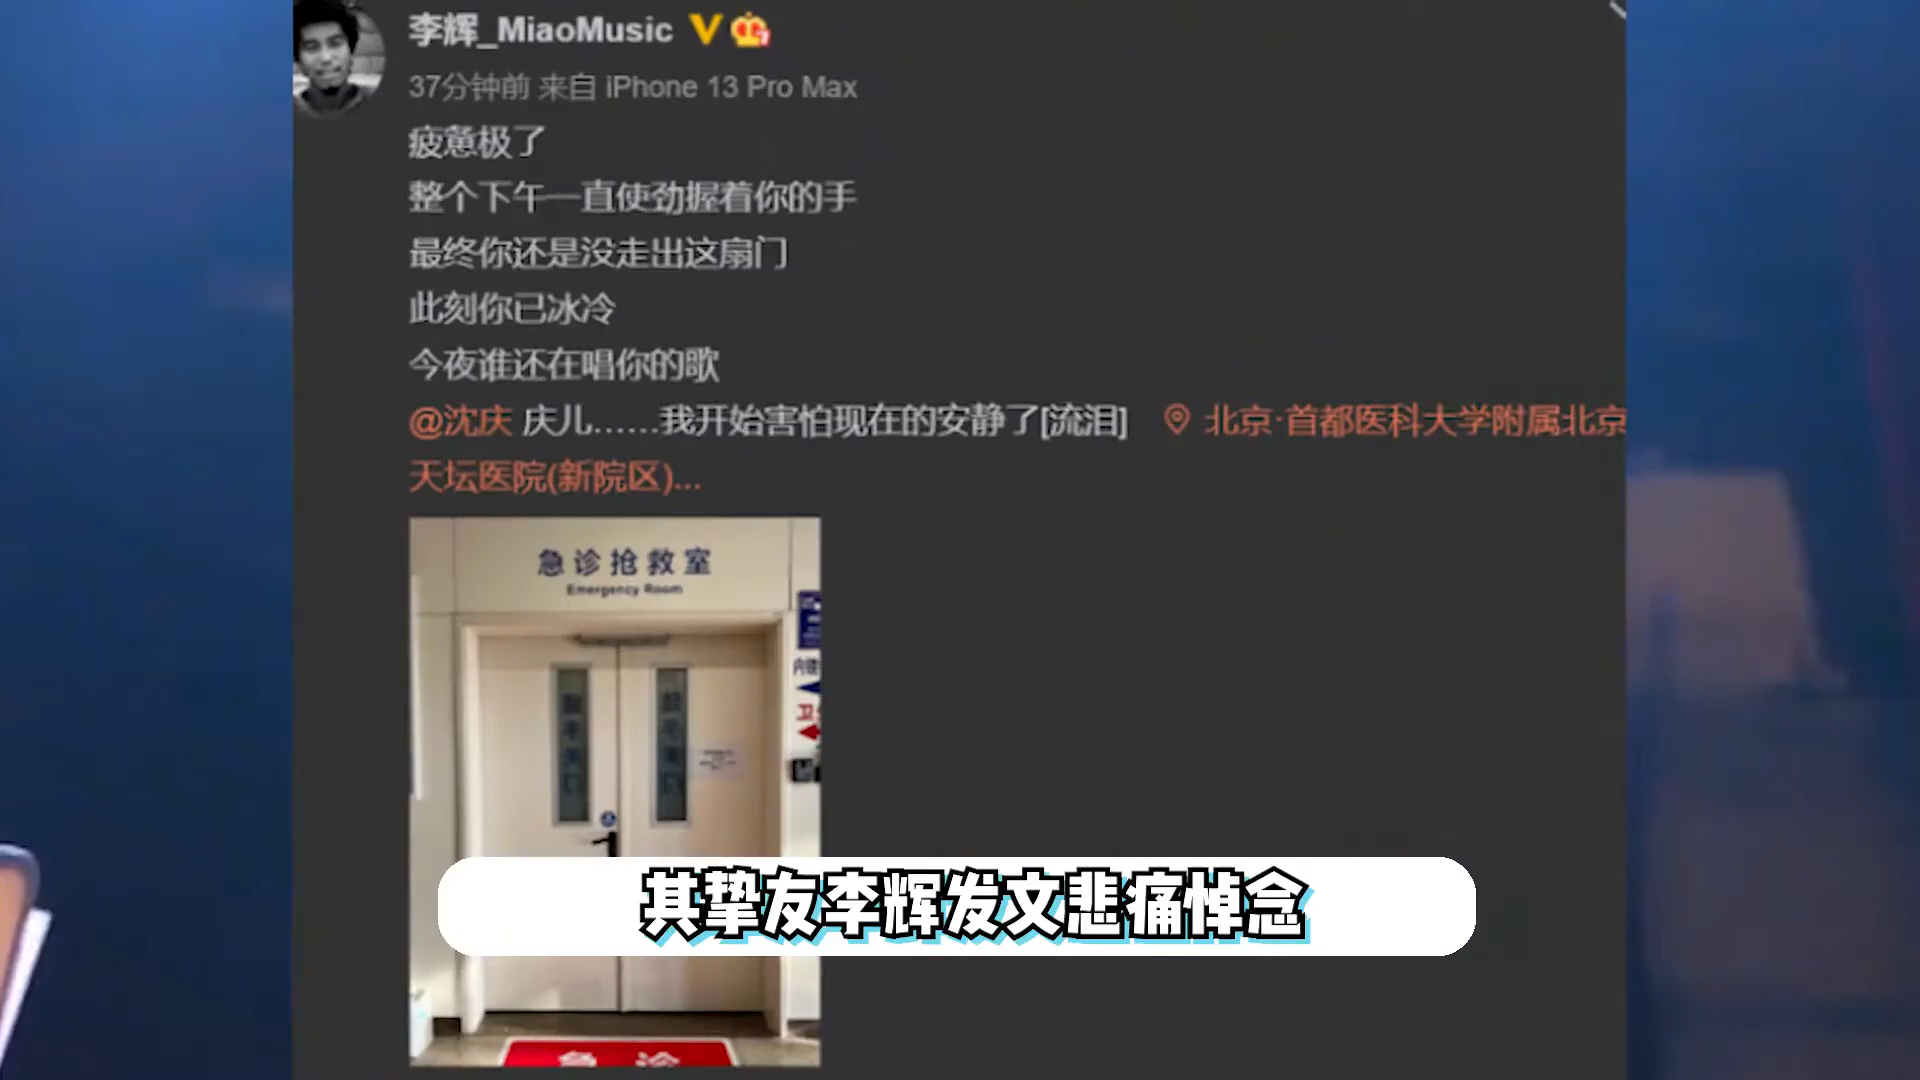 李辉_MiaoMusic
37分钟前 来自 iPhone 13 Pro Max
疲惫极了
整个下午一直使劲握着你的手
最终你还是没走出这扇门
此刻你已冰冷
今夜谁还在唱你的歌
@沈庆 庆儿……我开始害怕现在的安静了[流泪] 北京·首都医科大学附属北京
天坛医院(新院区)...
急诊抢救室
Emergency Room
其挚友李辉发文悲痛悼念
急诊